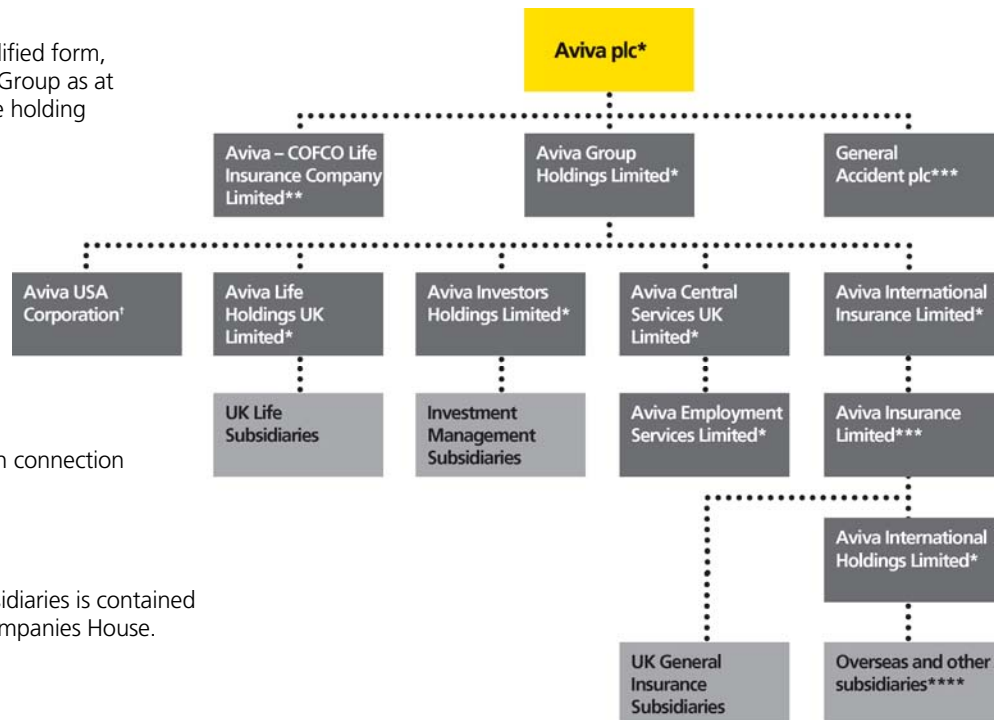 dified form,
Group as at
e holding
n connection
sidiaries is contained
ompanies House.
Aviva plc*
Aviva – COFCO Life
Insurance Company
Limited**
Aviva Group
Holdings Limited*
General
Accident plc***
Aviva USA
Corporation†
Aviva Life
Holdings UK
Limited*
Aviva Investors
Holdings Limited*
Aviva Central
Services UK
Limited*
Aviva International
Insurance Limited*
UK Life
Subsidiaries
Investment
Management
Subsidiaries
Aviva Employment
Services Limited*
Aviva Insurance
Limited***
Aviva International
Holdings Limited*
UK General
Insurance
Subsidiaries
Overseas and other
subsidiaries****